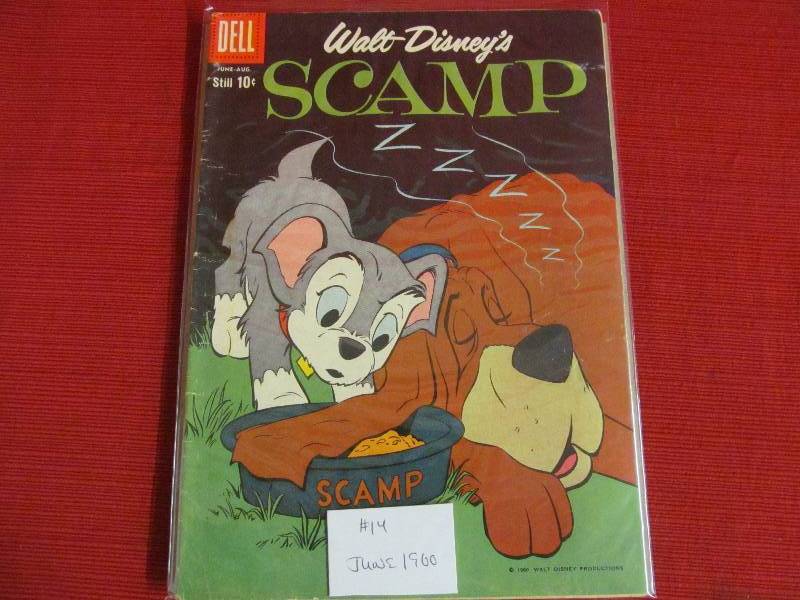 DELL
Walt Disney's
JUNE-AUG.
Still 10¢
SCAMP
Z
Z
Z
Z
Z
SCAMP
#14
June 1960
© 1960 WALT DISNEY PRODUCTIONS